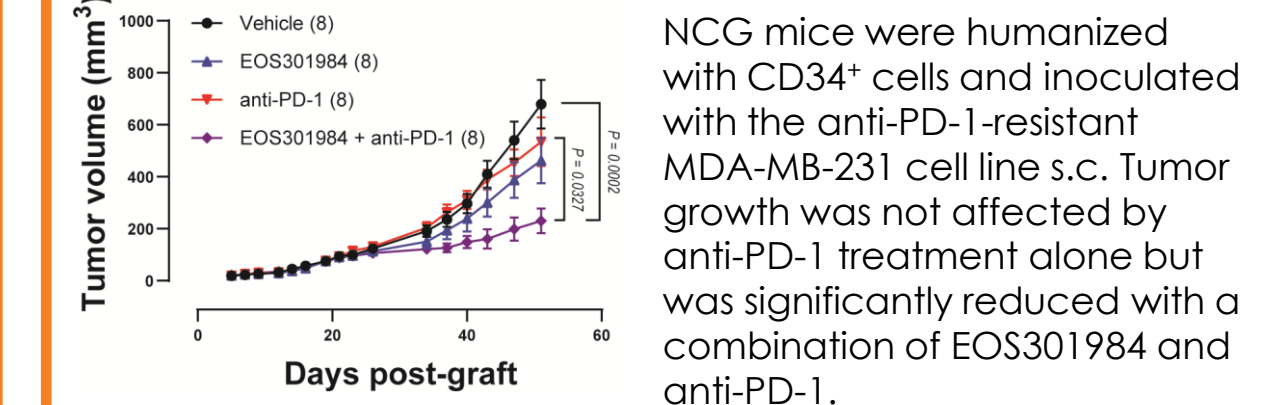 Tumor volume (mm³)
1000
800
600
400
200
0
Vehicle (8)
EOS301984 (8)
anti-PD-1 (8)
EOS301984 + anti-PD-1 (8)
P = 0.0327
P = 0.0002
0 20 40 60
Days post-graft
NCG mice were humanized
with CD34⁺ cells and inoculated
with the anti-PD-1-resistant
MDA-MB-231 cell line s.c. Tumor
growth was not affected by
anti-PD-1 treatment alone but
was significantly reduced with a
combination of EOS301984 and
anti-PD-1.